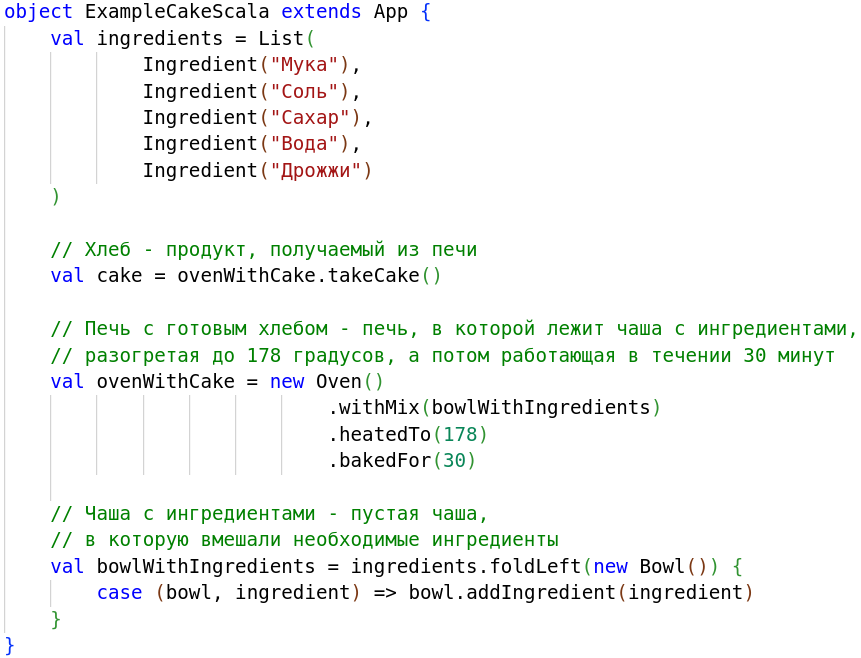 object ExampleCakeScala extends App {
    val ingredients = List(
            Ingredient("Мука"),
            Ingredient("Соль"),
            Ingredient("Сахар"),
            Ingredient("Вода"),
            Ingredient("Дрожжи")
    )

    // Хлеб - продукт, получаемый из печи
    val cake = ovenWithCake.takeCake()

    // Печь с готовым хлебом - печь, в которой лежит чаша с ингредиентами,
    // разогретая до 178 градусов, а потом работающая в течении 30 минут
    val ovenWithCake = new Oven()
                            .withMix(bowlWithIngredients)
                            .heatedTo(178)
                            .bakedFor(30)

    // Чаша с ингредиентами - пустая чаша,
    // в которую вмешали необходимые ингредиенты
    val bowlWithIngredients = ingredients.foldLeft(new Bowl()) {
        case (bowl, ingredient) => bowl.addIngredient(ingredient)
    }
}